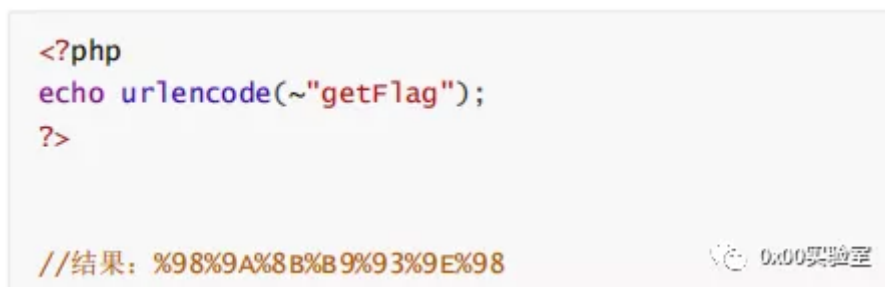 <?php
echo urlencode(~"getFlag");
?>
//结果：%98%9A%8B%B9%93%9E%98
0x00实验室